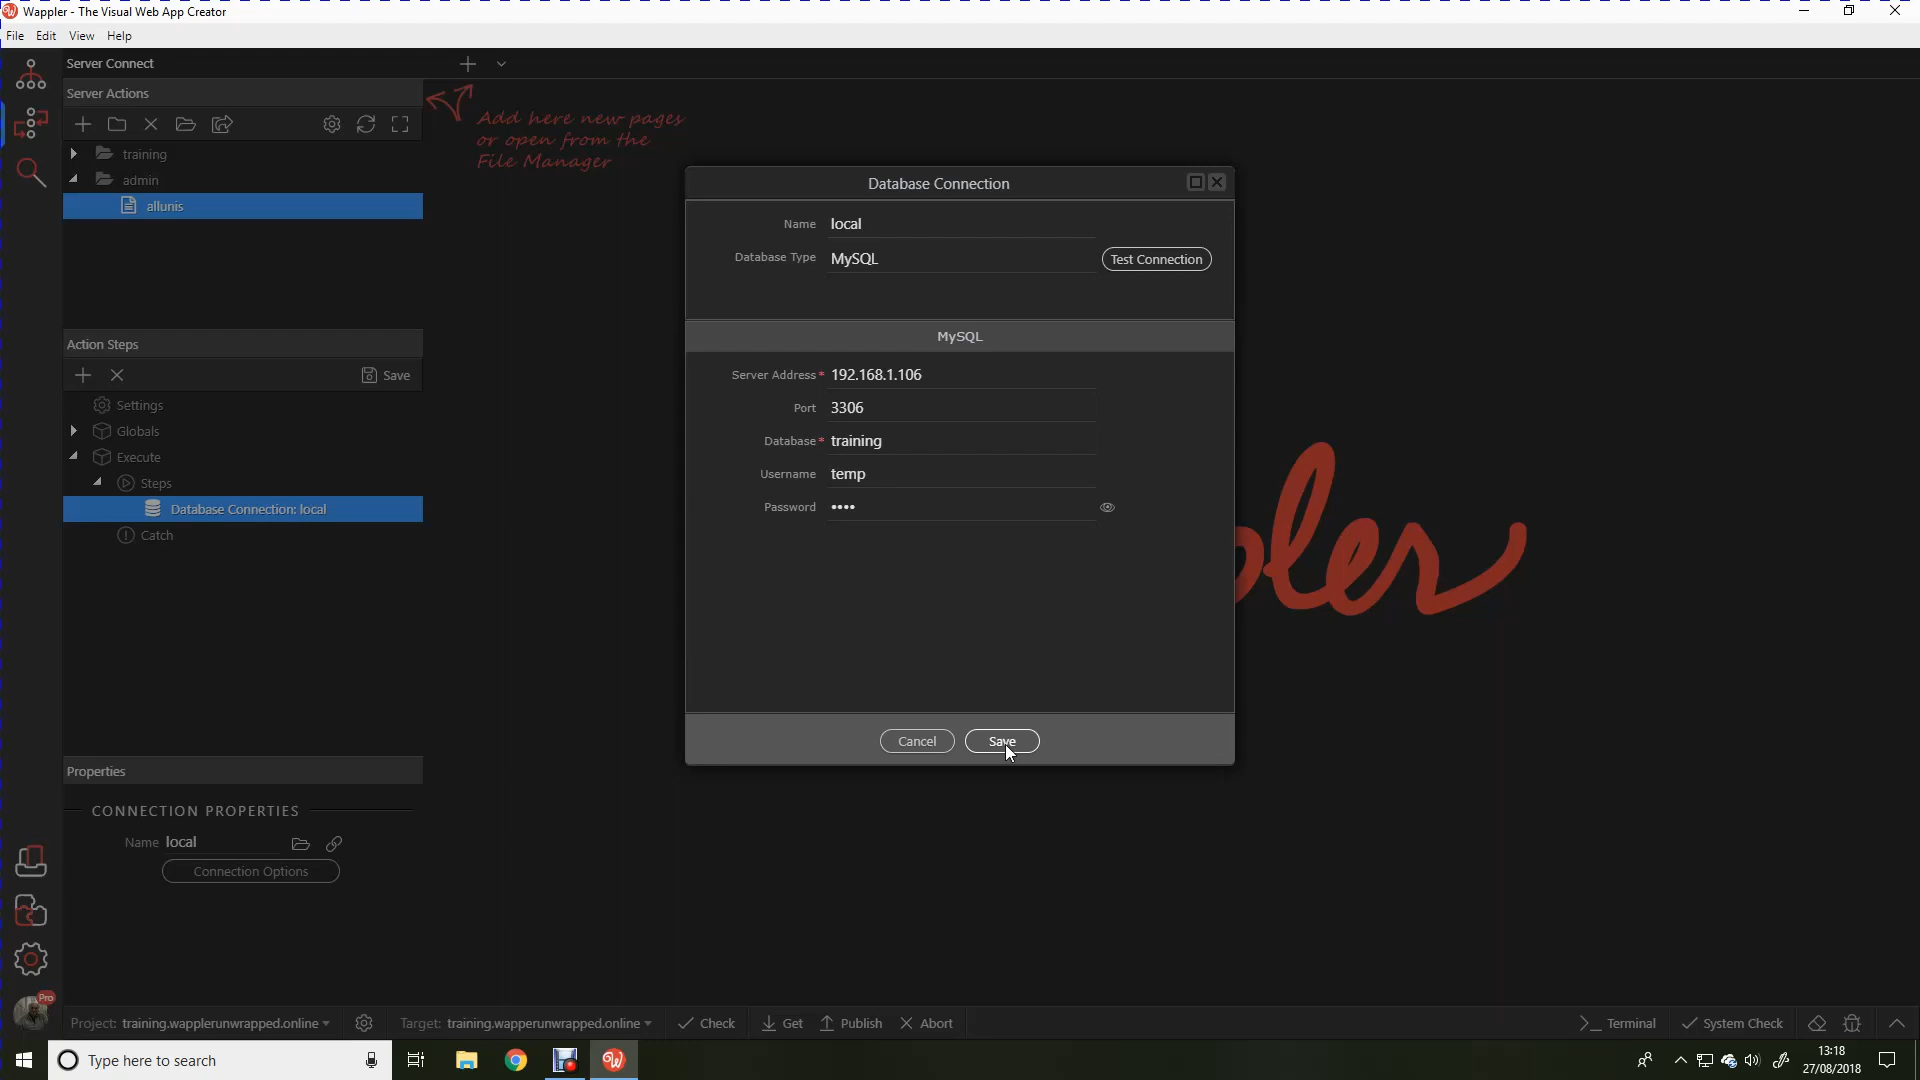 Wappler - The Visual Web App Creator
File Edit View Help
Server Connect
Server Actions
Add here new pages
or open from the
File Manager
training
admin
allunis
Database Connection
Name local
Database Type MySQL
Test Connection
MySQL
Server Address * 192.168.1.106
Port 3306
Database * training
Username temp
Password ••••
Cancel Save
Action Steps
Save
Settings
Globals
Execute
Steps
Database Connection: local
Catch
Properties
CONNECTION PROPERTIES
Name local
Connection Options
Pro
Project: training.wapplerunwrapped.online Target: training.wapperunwrapped.online Check Get Publish Abort Terminal System Check
Type here to search
13:18
27/08/2018